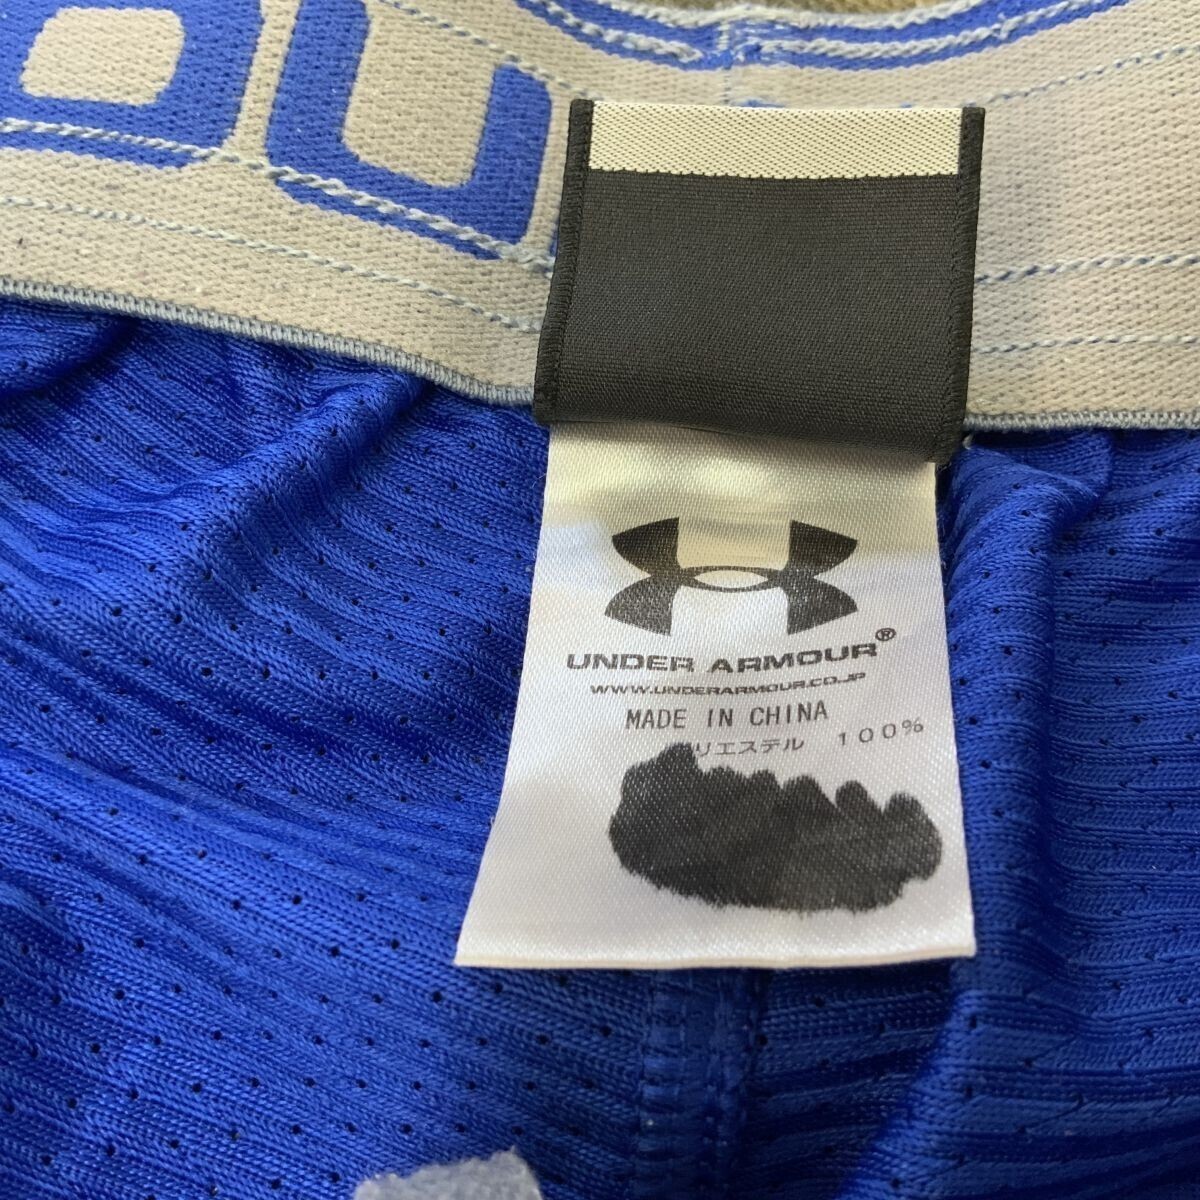 UNDER ARMOUR®
WWW.UNDERARMOUR.CO.JP
MADE IN CHINA
リエステル 100%